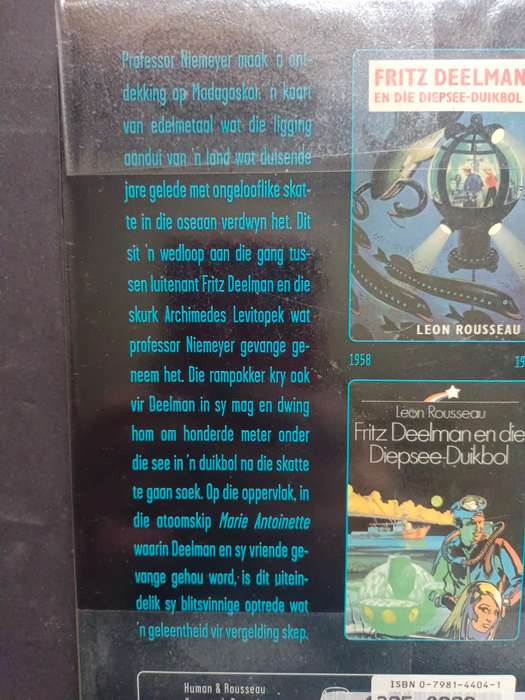 Professor Niemeyer maak 'n ont-
dekking op Madagaskar: 'n kaart
van edelmetaal wat die ligging
aandui van 'n land wat duisende
jare gelede met ongelooflike skat-
te in die oseaan verdwyn het. Dit
sit 'n wedloop aan die gang tus-
sen luitenant Fritz Deelman en die
skurk Archimedes Levitopek wat
professor Niemeyer gevange ge-
neem het. Die rampokker kry ook
vir Deelman in sy mag en dwing
hom om honderde meter onder
die see in 'n duikbol na die skatte
te gaan soek. Op die oppervlak, in
die atoomskip Marie Antoinette
waarin Deelman en sy vriende ge-
vange gehou word, is dit uitein-
delik sy blitsvinnige optrede wat
'n geleentheid vir vergelding skep.
FRITZ DEELMAN
EN DIE DIEPSEE-DUIKBOL
LEON ROUSSEAU
1958
Leon Rousseau
Fritz Deelman en die
Diepsee-Duikbol
Human & Rousseau
ISBN 0-7981-4404-1